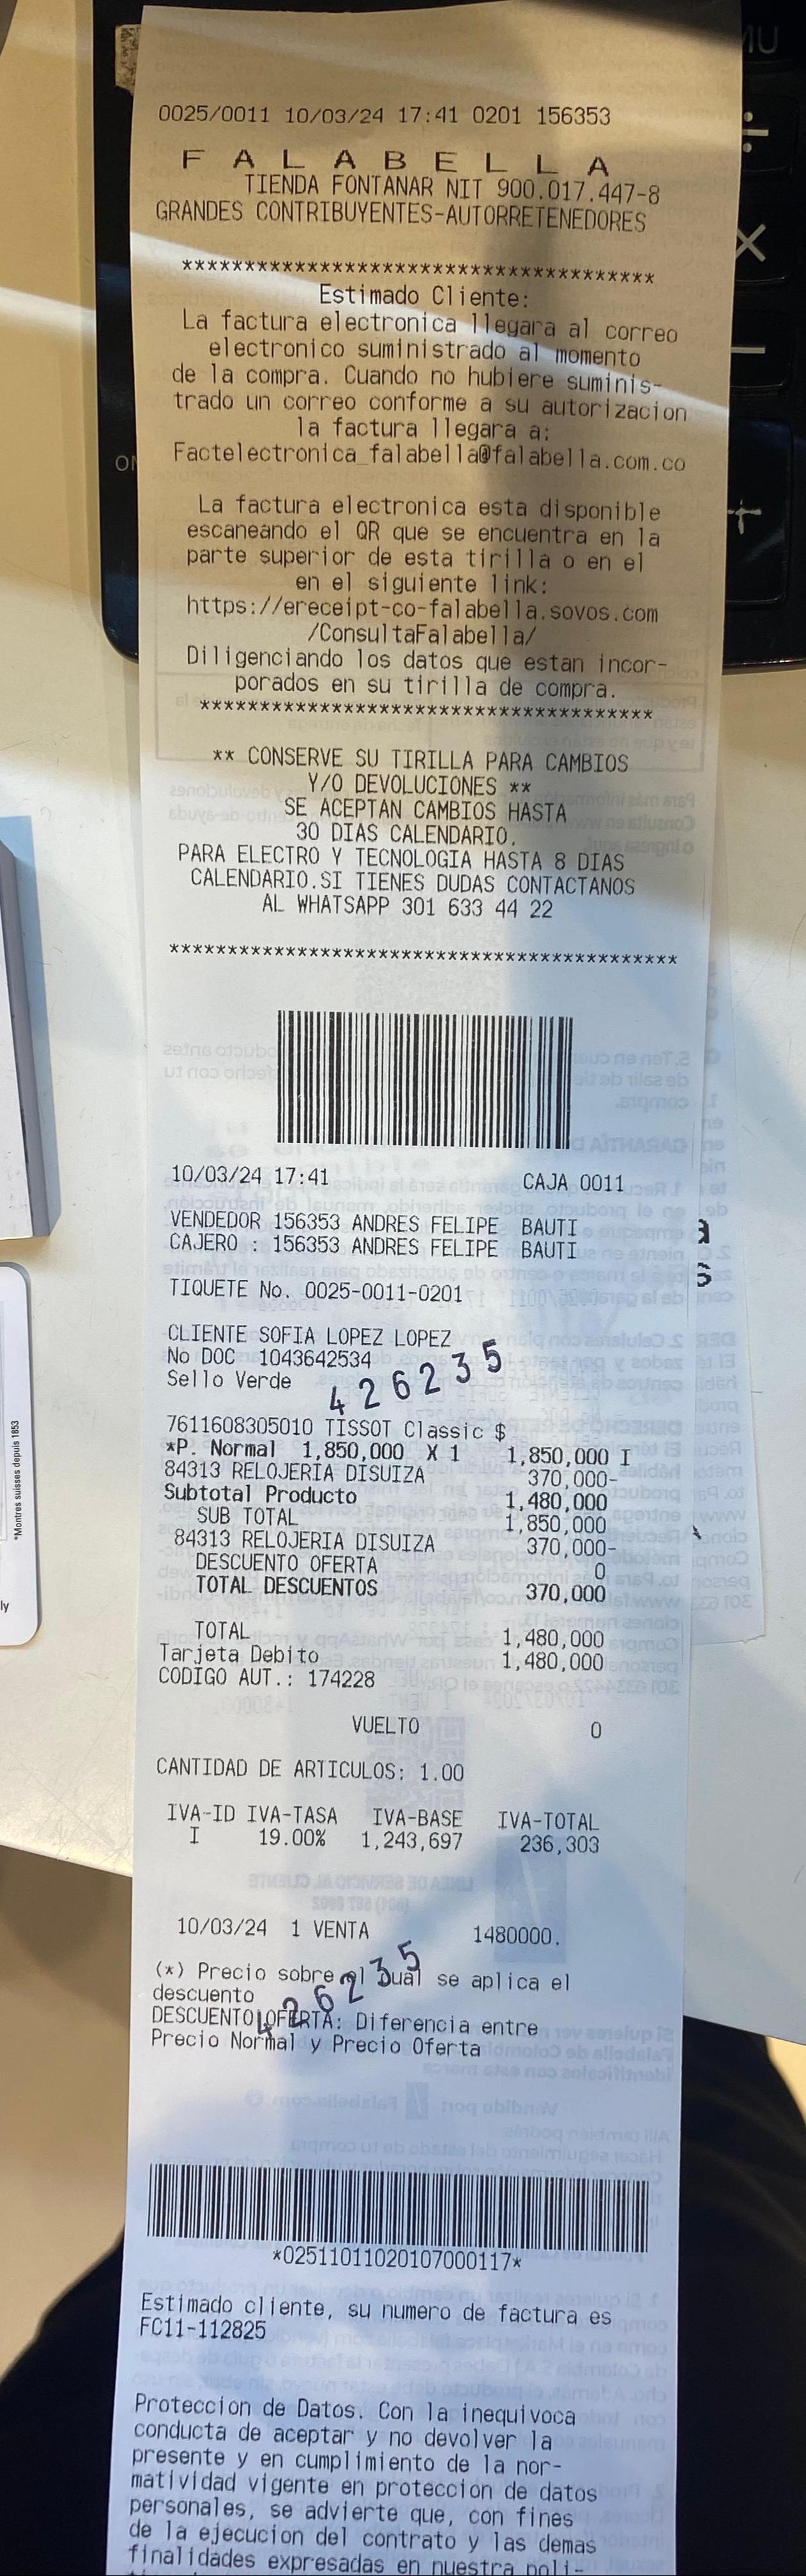 0025/0011 10/03/24 17:41 0201 156353
FALABELLA
TIENDA FONTANAR NIT 900.017.447-8
GRANDES CONTRIBUYENTES-AUTORRETENEDORES
***************************************
Estimado Cliente:
La factura electronica llegara al correo
electronico suministrado al momento
de la compra. Cuando no hubiere suminis-
trado un correo conforme a su autorizacion
la factura llegara a:
Factelectronica_falabella@falabella.com.co
La factura electronica esta disponible
escaneando el QR que se encuentra en la
parte superior de esta tirilla o en el
en el siguiente link:
https://ereceipt-co-falabella.sovos.com
/ConsultaFalabella/
Diligenciando los datos que estan incor-
porados en su tirilla de compra.
***************************************
** CONSERVE SU TIRILLA PARA CAMBIOS
Y/O DEVOLUCIONES **
SE ACEPTAN CAMBIOS HASTA
30 DIAS CALENDARIO.
PARA ELECTRO Y TECNOLOGIA HASTA 8 DIAS
CALENDARIO.SI TIENES DUDAS CONTACTANOS
AL WHATSAPP 301 633 44 22
********************************************
10/03/24 17:41 CAJA 0011
VENDEDOR 156353 ANDRES FELIPE BAUTI
CAJERO : 156353 ANDRES FELIPE BAUTI
TIQUETE No. 0025-0011-0201
CLIENTE SOFIA LOPEZ LOPEZ
No DOC 1043642534
Sello Verde
426235
7611608305010 TISSOT Classic $
*P. Normal 1,850,000 X 1 1,850,000 I
84313 RELOJERIA DISUIZA 370,000-
Subtotal Producto 1,480,000
SUB TOTAL 1,850,000
84313 RELOJERIA DISUIZA 370,000-
DESCUENTO OFERTA 0
TOTAL DESCUENTOS 370,000
TOTAL 1,480,000
Tarjeta Debito 1,480,000
CODIGO AUT.: 174228
VUELTO 0
CANTIDAD DE ARTICULOS: 1.00
IVA-ID IVA-TASA IVA-BASE IVA-TOTAL
I 19.00% 1,243,697 236,303
10/03/24 1 VENTA 1480000.
(*) Precio sobre el cual se aplica el
descuento
426235
DESCUENTO OFERTA: Diferencia entre
Precio Normal y Precio Oferta
*02511011020107000117*
Estimado cliente, su numero de factura es
FC11-112825
Proteccion de Datos. Con la inequivoca
conducta de aceptar y no devolver la
presente y en cumplimiento de la nor-
matividad vigente en proteccion de datos
personales, se advierte que, con fines
de la ejecucion del contrato y las demas
finalidades expresadas en nuestra poli-
*Montres suisses depuis 1853
MU
÷
×
−
+